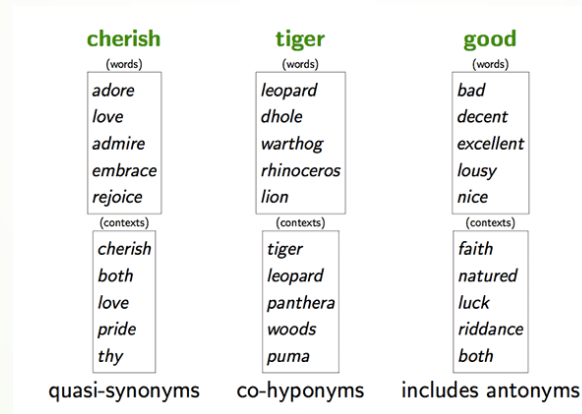 cherish
(words)
adore
love
admire
embrace
rejoice
(contexts)
cherish
both
love
pride
thy
quasi-synonyms
tiger
(words)
leopard
dhole
warthog
rhinoceros
lion
(contexts)
tiger
leopard
panthera
woods
puma
co-hyponyms
good
(words)
bad
decent
excellent
lousy
nice
(contexts)
faith
natured
luck
riddance
both
includes antonyms